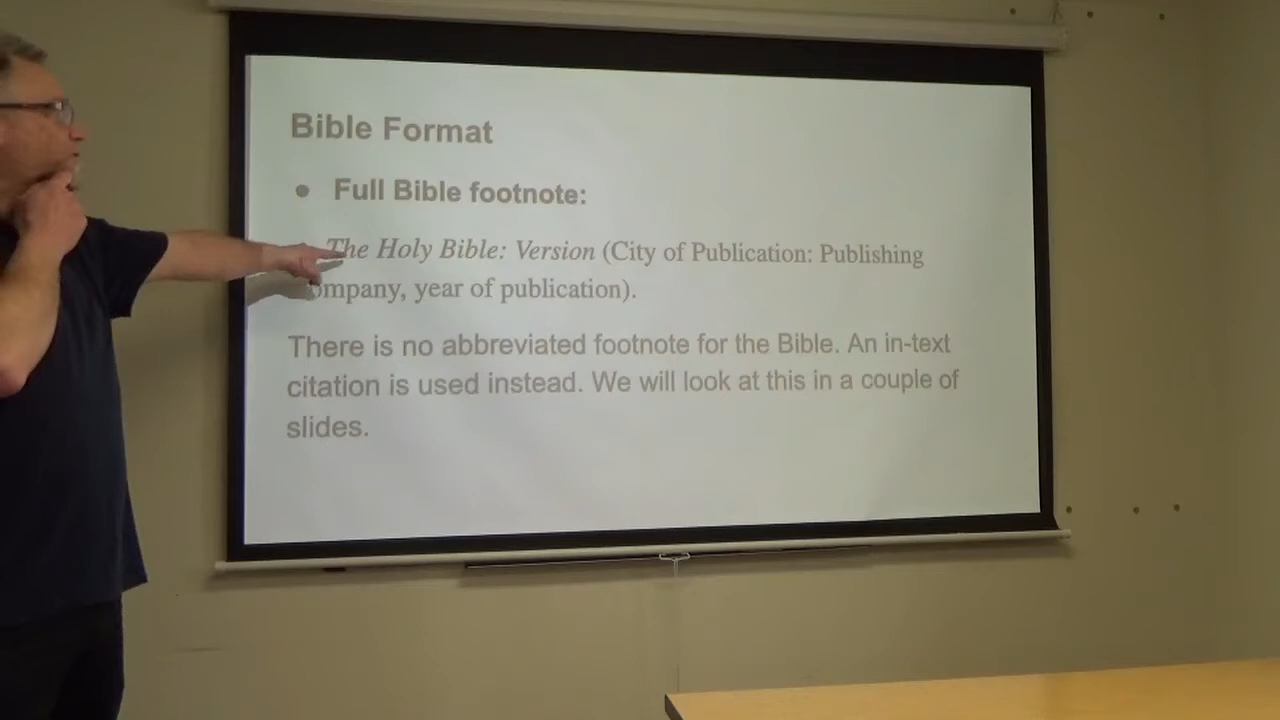 Bible Format
● Full Bible footnote:
The Holy Bible: Version (City of Publication: Publishing
ompany, year of publication).
There is no abbreviated footnote for the Bible. An in-text
citation is used instead. We will look at this in a couple of
slides.